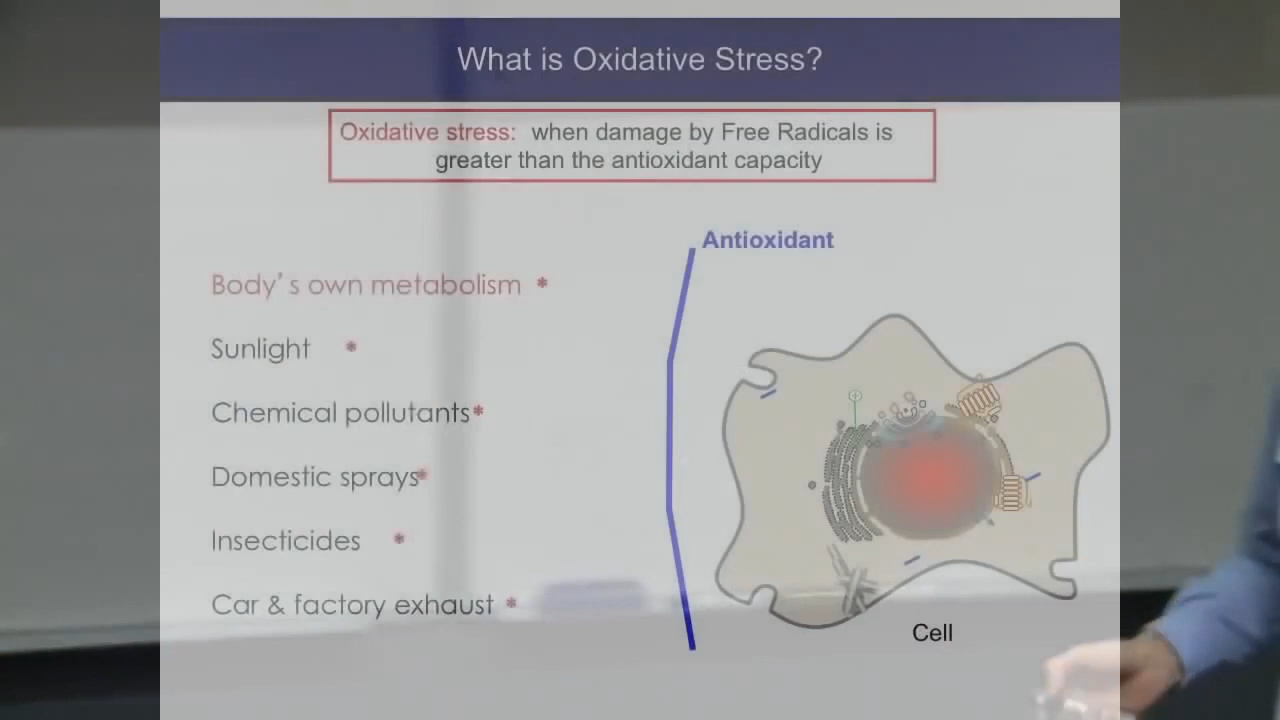 What is Oxidative Stress?
Oxidative stress: when damage by Free Radicals is
greater than the antioxidant capacity
Antioxidant
Body's own metabolism *
Sunlight *
Chemical pollutants*
Domestic sprays*
Insecticides *
Car & factory exhaust *
Cell